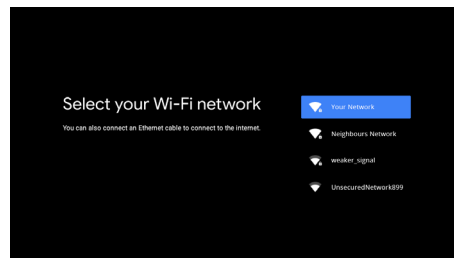 Select your Wi-Fi network
You can also connect an Ethernet cable to connect to the internet.
Your Network
Neighbours Network
weaker_signal
UnsecuredNetwork899